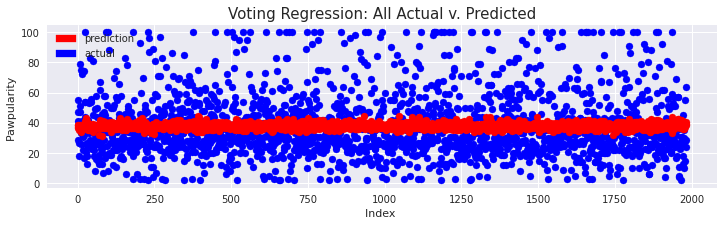 Voting Regression: All Actual v. Predicted
100
80
60
40
20
0
Pawpularity
prediction
actual
0 250 500 750 1000 1250 1500 1750 2000
Index